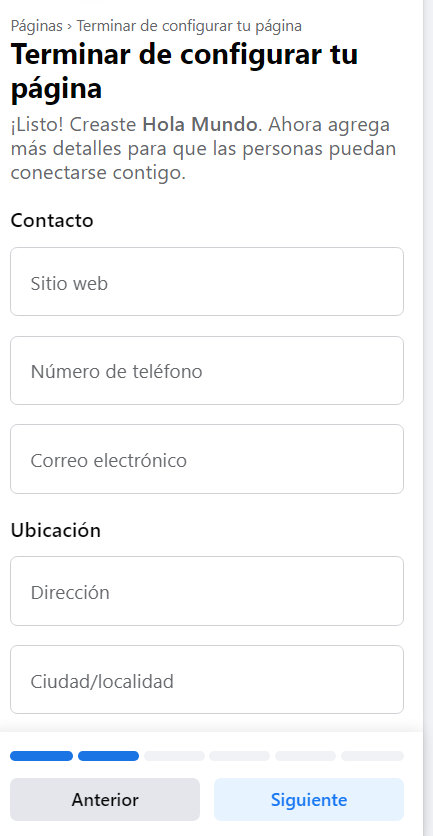 Páginas › Terminar de configurar tu página
Terminar de configurar tu
página
¡Listo! Creaste Hola Mundo. Ahora agrega
más detalles para que las personas puedan
conectarse contigo.
Contacto
Sitio web
Número de teléfono
Correo electrónico
Ubicación
Dirección
Ciudad/localidad
Anterior
Siguiente